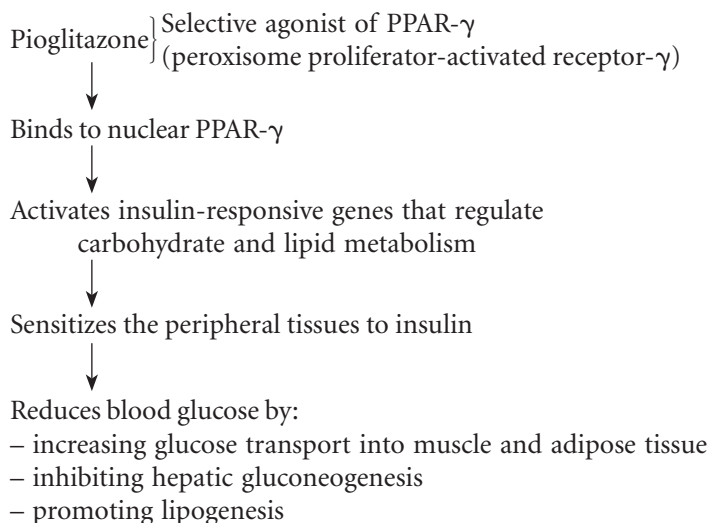 Pioglitazone } Selective agonist of PPAR-γ
(peroxisome proliferator-activated receptor-γ)
Binds to nuclear PPAR-γ
Activates insulin-responsive genes that regulate
carbohydrate and lipid metabolism
Sensitizes the peripheral tissues to insulin
Reduces blood glucose by:
– increasing glucose transport into muscle and adipose tissue
– inhibiting hepatic gluconeogenesis
– promoting lipogenesis